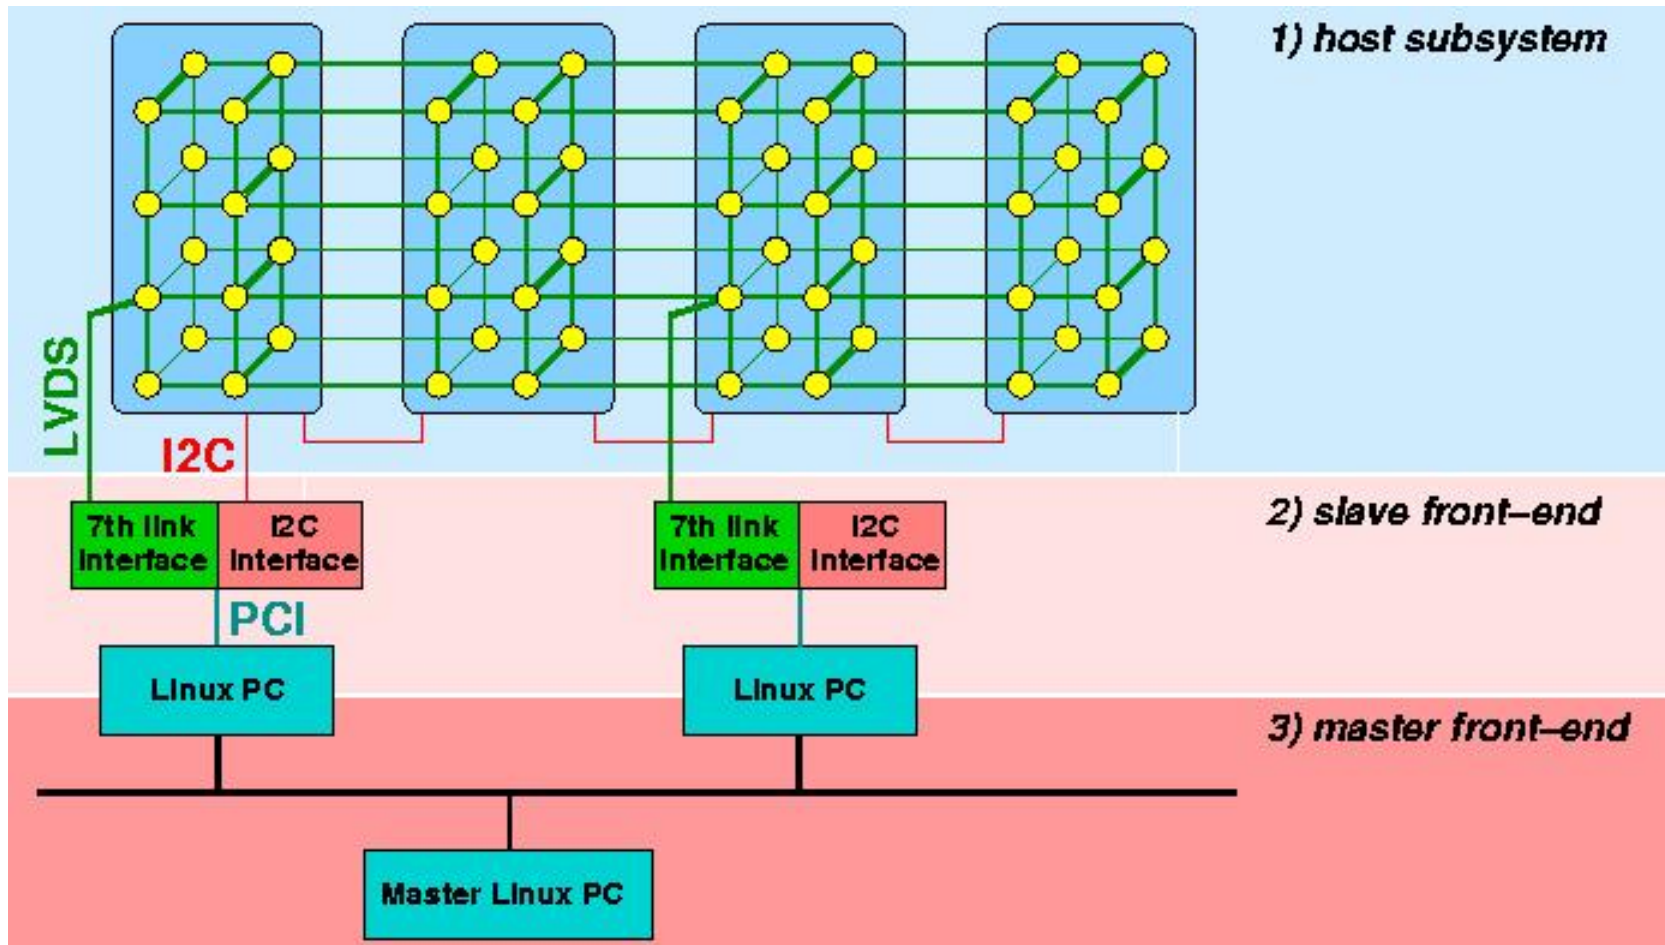 1) host subsystem
LVDS
I2C
2) slave front–end
7th link
Interface
I2C
Interface
7th link
Interface
I2C
Interface
PCI
Linux PC
Linux PC
3) master front–end
Master Linux PC